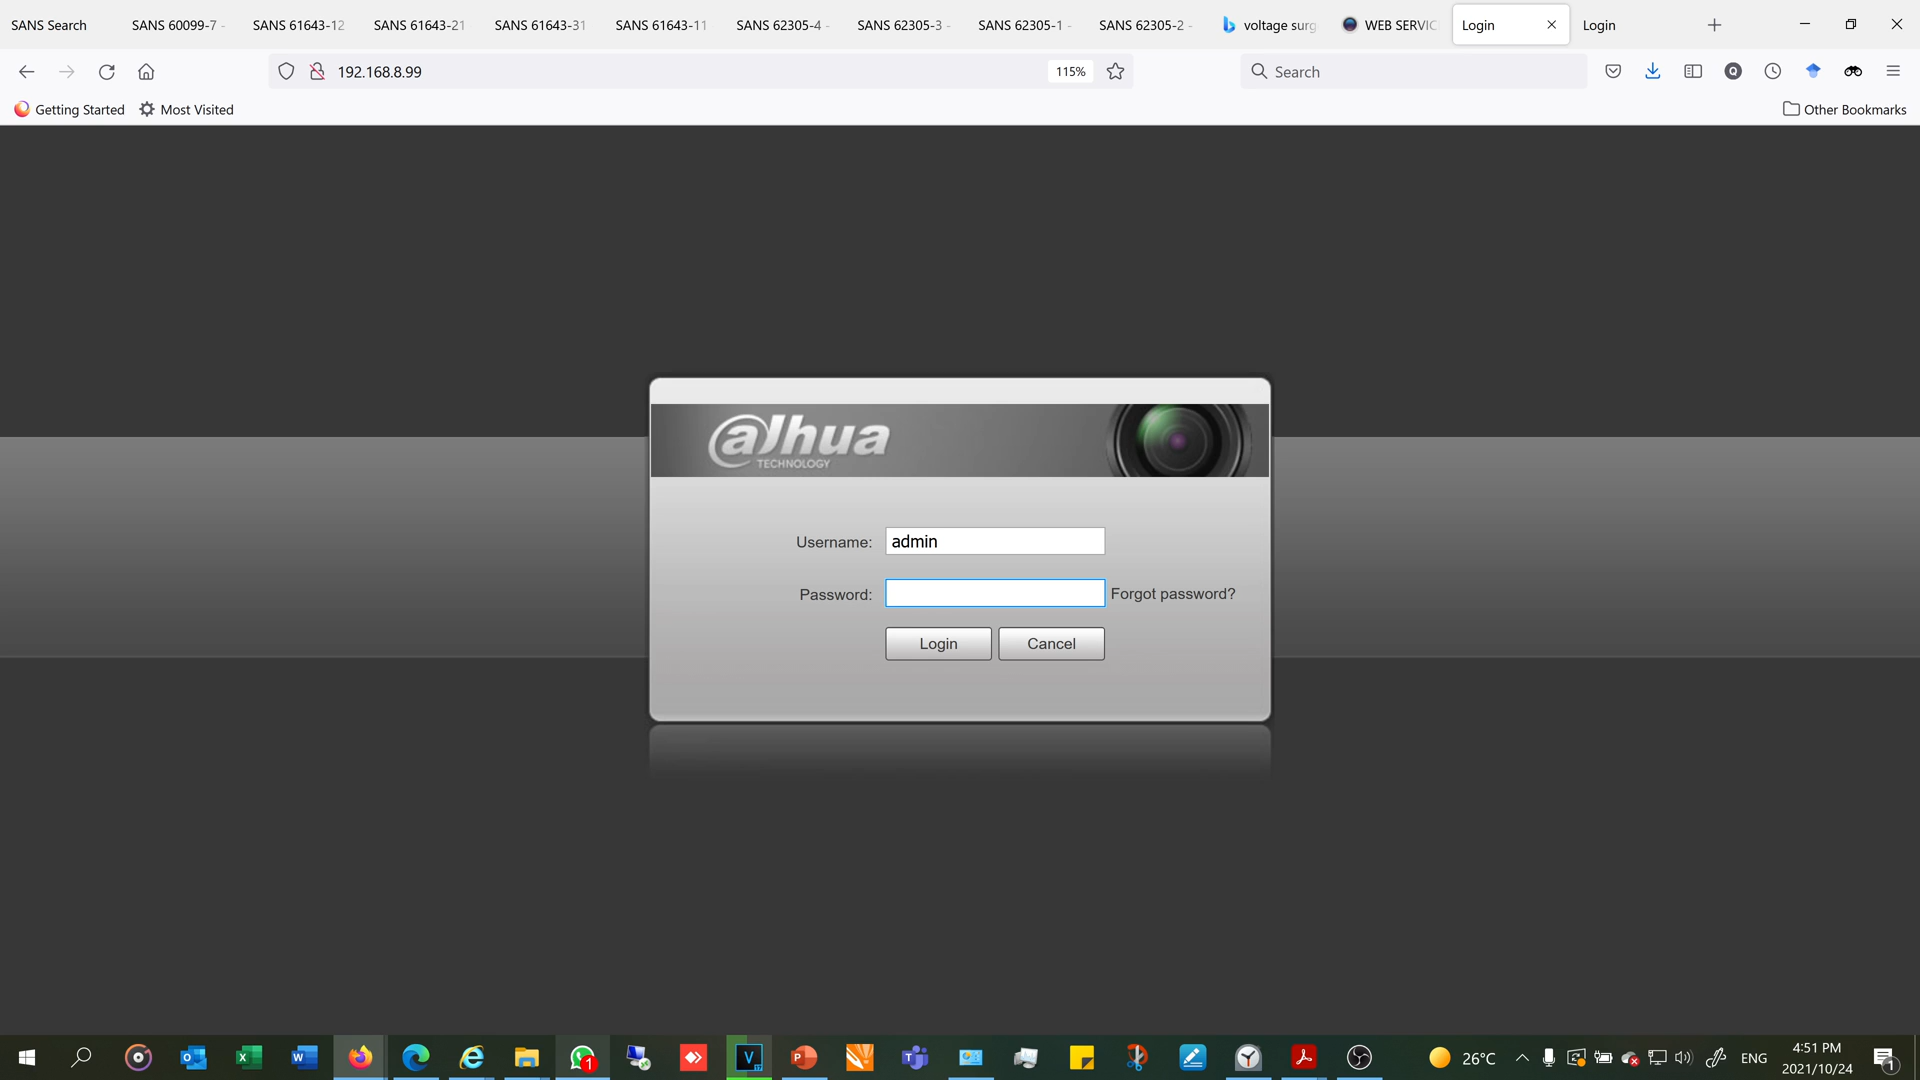 SANS Search
SANS 60099-7 -
SANS 61643-12
SANS 61643-21
SANS 61643-31
SANS 61643-11
SANS 62305-4 -
SANS 62305-3 -
SANS 62305-1 -
SANS 62305-2 -
voltage surg
WEB SERVIC
Login
Login
192.168.8.99
115%
Search
Getting Started
Most Visited
Other Bookmarks
alhua
TECHNOLOGY
Username: admin
Password: Forgot password?
Login Cancel
26°C
ENG
4:51 PM
2021/10/24